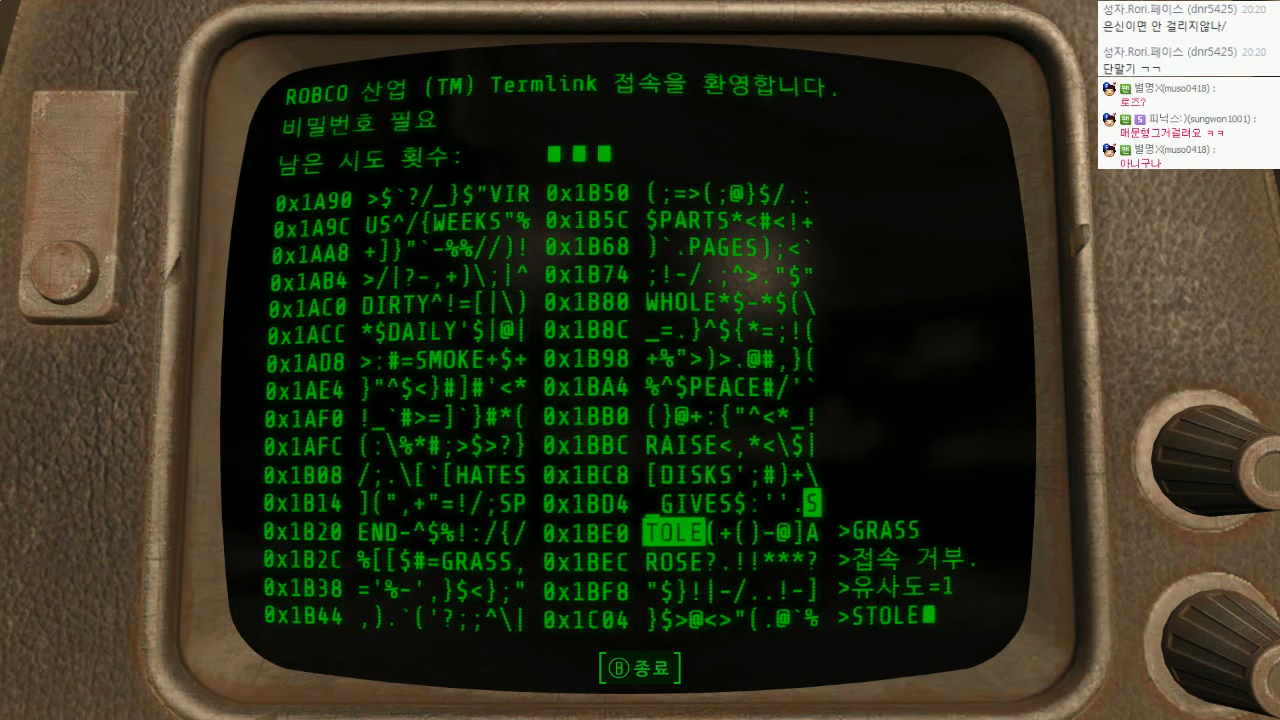 ROBCO 산업 (TM) Termlink 접속을 환영합니다.
비밀번호 필요
남은 시도 횟수:
0x1A90 >$`?/_}$"VIR 0x1B50 (;=>(;@}$/.:
0x1A9C US^/{WEEKS"% 0x1B5C $PARTS*<#<!+
0x1AA8 +]}"`-%%//)! 0x1B68 )`.PAGES);<`
0x1AB4 >/|?-,+)\;|^ 0x1B74 ;!-/.;^>."$"
0x1AC0 DIRTY^!=[|\) 0x1B80 WHOLE*$-*$(\
0x1ACC *$DAILY'$|@| 0x1B8C _=.}^${*=;!(
0x1AD8 >:#=SMOKE+$+ 0x1B98 +%">)>.@#,}(
0x1AE4 }"^$<}#]#'<* 0x1BA4 %^$PEACE#/'`
0x1AF0 !_`#>=]`}#*( 0x1BB0 (}@+:{"^<*_!
0x1AFC (:\%*#;>$>?} 0x1BBC RAISE<,*<\$|
0x1B08 /;.\[`[HATES 0x1BC8 [DISKS';#)+\
0x1B14 ](",+"=!/;SP 0x1BD4 _GIVES$:''.S
0x1B20 END-^$%!:/{/ 0x1BE0 TOLE(+()-@]A >GRASS
0x1B2C %[[$#=GRASS, 0x1BEC ROSE?.!!***? >접속 거부.
0x1B38 ='%-',}$<};" 0x1BF8 "$}!|-/..!-] >유사도=1
0x1B44 ,).`('?;;^\| 0x1C04 }$>@<>"(.@`% >STOLE
Ⓑ종료
성자.Rori.페이스 (dnr5425) 20:20
은신이면 안 걸리지않나/
성자.Rori.페이스 (dnr5425) 20:20
단말기 ㄱㄱ
팬 별명X(muso0418) :
로즈?
팬 S 피닉스:)(sungwon1001) :
매문형그거걸려요 ㅋㅋ
팬 별명X(muso0418) :
아니구나